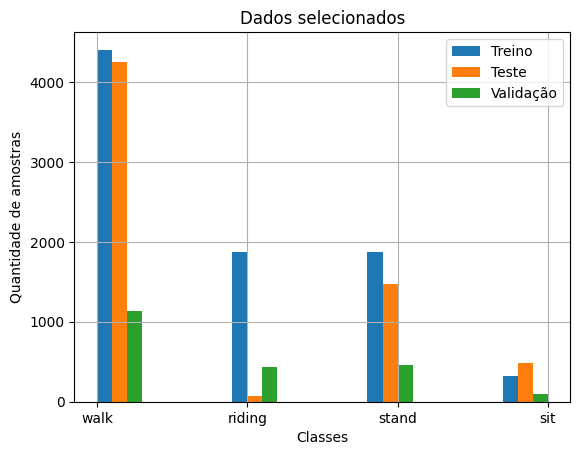 Dados selecionados
Treino
Teste
Validação
Quantidade de amostras
4000
3000
2000
1000
0
walk riding stand sit
Classes